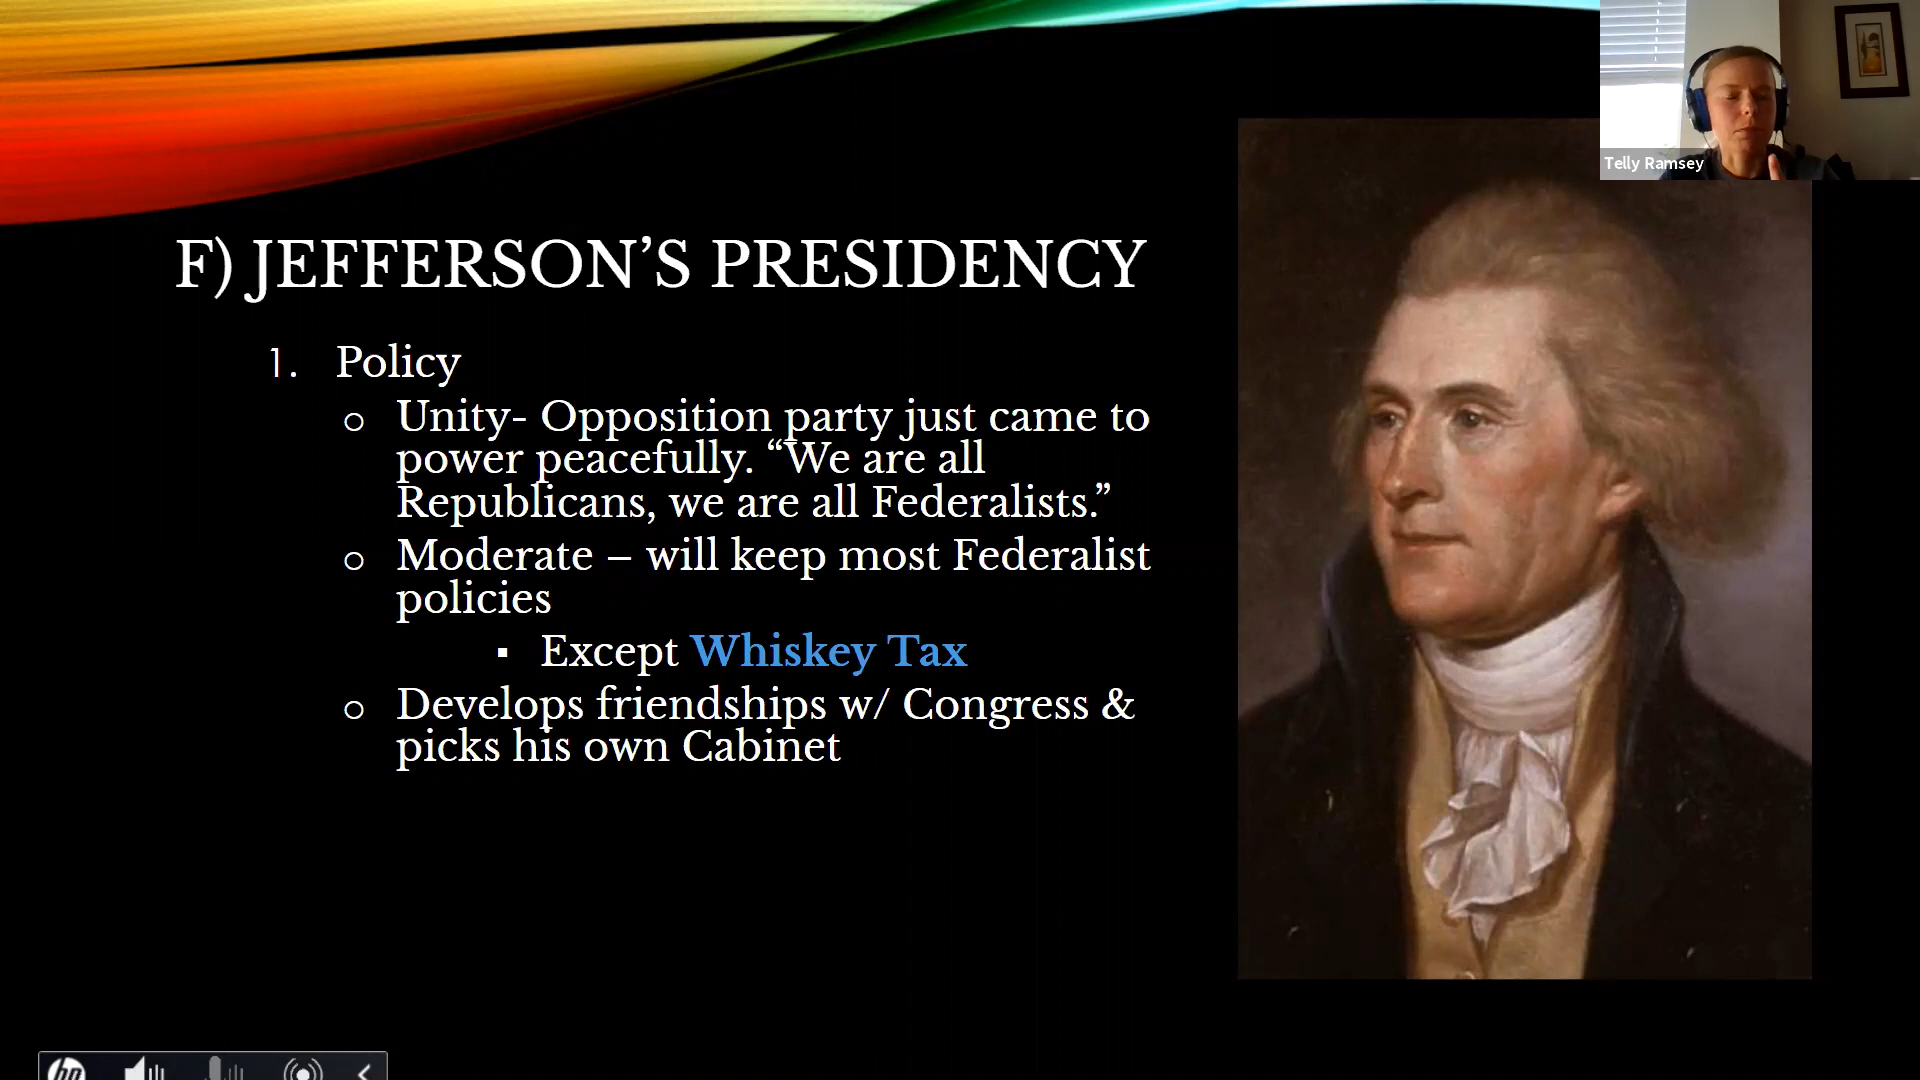 Telly Ramsey
F) JEFFERSON’S PRESIDENCY
1. Policy
o Unity- Opposition party just came to
power peacefully. “We are all
Republicans, we are all Federalists.”
o Moderate – will keep most Federalist
policies
▪ Except Whiskey Tax
o Develops friendships w/ Congress &
picks his own Cabinet
hp